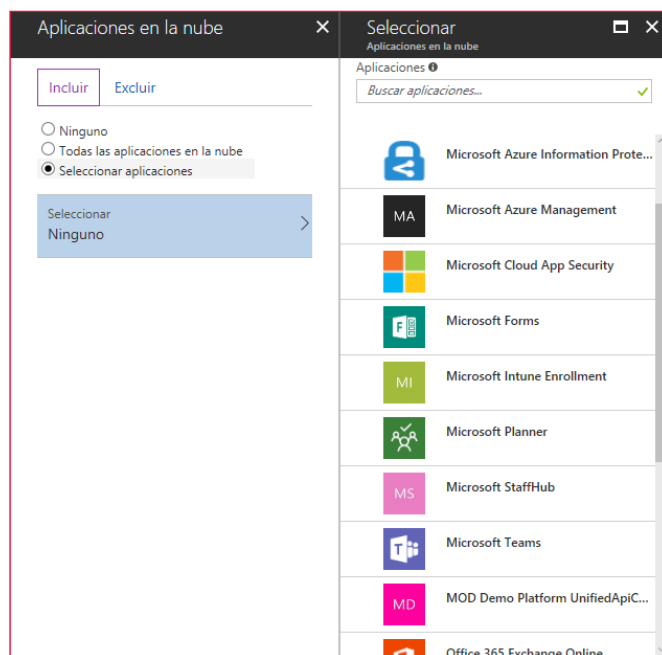 Aplicaciones en la nube
Incluir Excluir
Ninguno
Todas las aplicaciones en la nube
Seleccionar aplicaciones
Seleccionar
Ninguno
Seleccionar
Aplicaciones en la nube
Aplicaciones
Buscar aplicaciones...
Microsoft Azure Information Prote...
MA Microsoft Azure Management
Microsoft Cloud App Security
F Microsoft Forms
MI Microsoft Intune Enrollment
Microsoft Planner
MS Microsoft StaffHub
T Microsoft Teams
MD MOD Demo Platform UnifiedApiC...
Office 365 Exchange Online